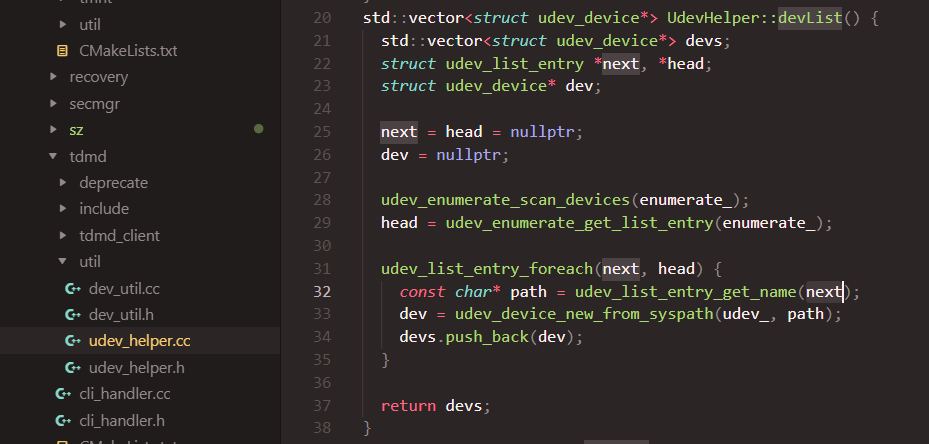 util
CMakeLists.txt
recovery
secmgr
sz
tdmd
deprecate
include
tdmd_client
util
dev_util.cc
dev_util.h
udev_helper.cc
udev_helper.h
cli_handler.cc
cli_handler.h
20 std::vector<struct udev_device*> UdevHelper::devList() {
21 std::vector<struct udev_device*> devs;
22 struct udev_list_entry *next, *head;
23 struct udev_device* dev;
24
25 next = head = nullptr;
26 dev = nullptr;
27
28 udev_enumerate_scan_devices(enumerate_);
29 head = udev_enumerate_get_list_entry(enumerate_);
30
31 udev_list_entry_foreach(next, head) {
32 const char* path = udev_list_entry_get_name(next);
33 dev = udev_device_new_from_syspath(udev_, path);
34 devs.push_back(dev);
35 }
36
37 return devs;
38 }